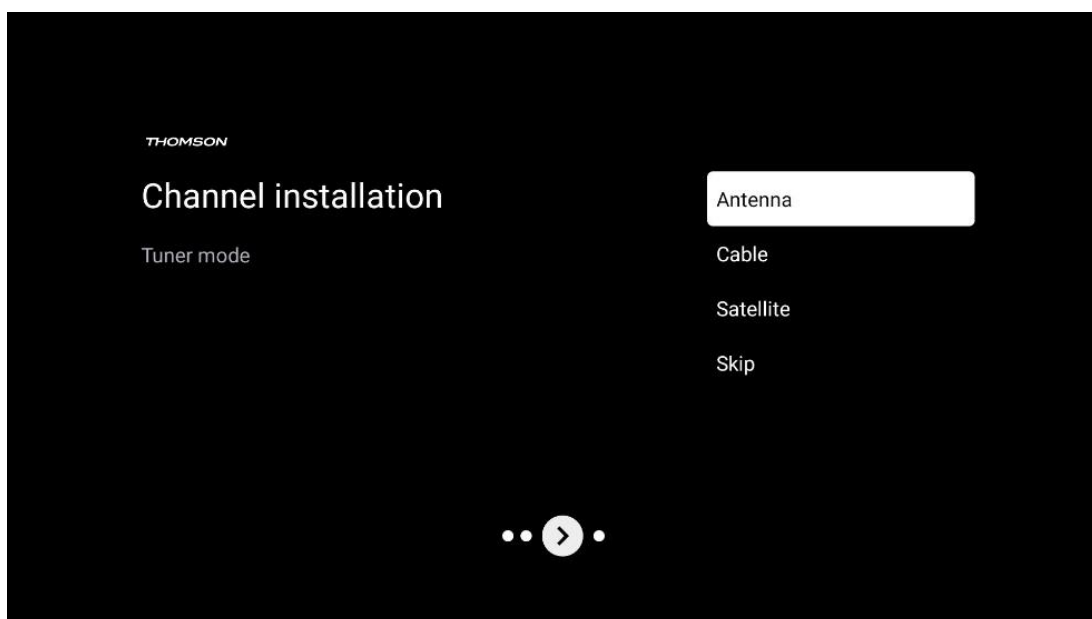 THOMSON
Channel installation
Tuner mode
Antenna
Cable
Satellite
Skip